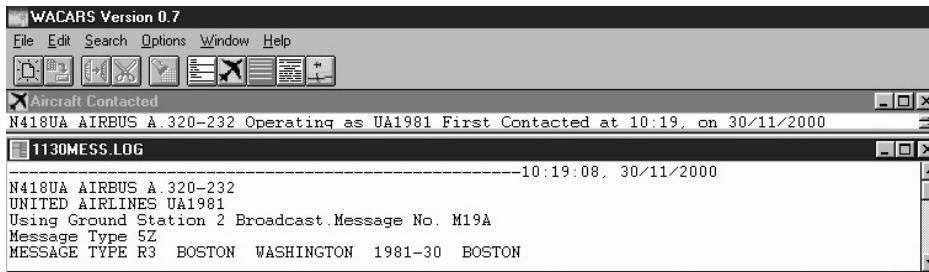 WACARS Version 0.7
File Edit Search Options Window Help
Aircraft Contacted
N418UA AIRBUS A.320-232 Operating as UA1981 First Contacted at 10:19, on 30/11/2000
1130MESS.LOG
------------------------------------------------------10:19:08, 30/11/2000
N418UA AIRBUS A.320-232
UNITED AIRLINES UA1981
Using Ground Station 2 Broadcast.Message No. M19A
Message Type 5Z
MESSAGE TYPE R3 BOSTON WASHINGTON 1981-30 BOSTON